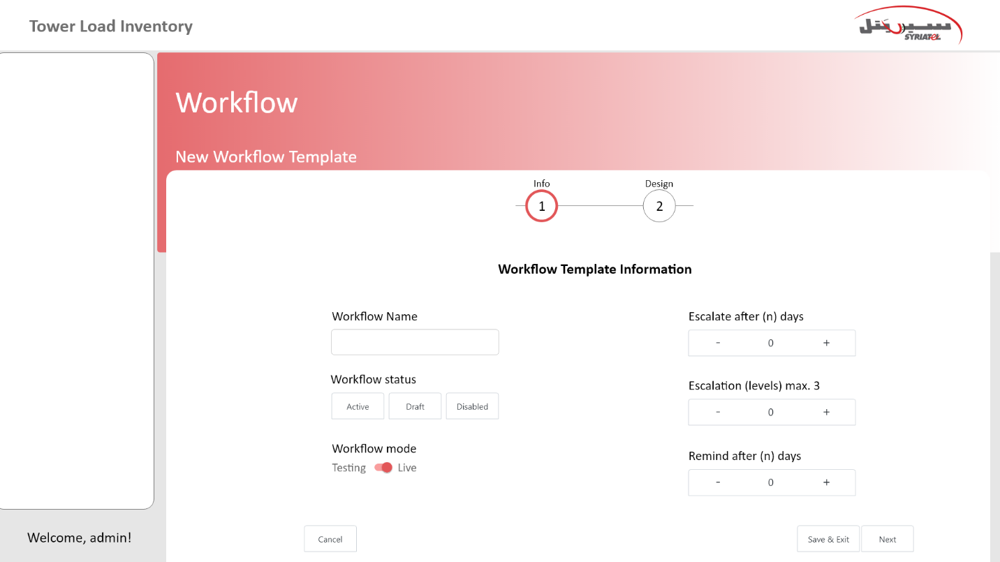 Tower Load Inventory
سيريتل
SYRIATEL
Workflow
New Workflow Template
Info
Design
1
2
Workflow Template Information
Workflow Name
Escalate after (n) days
- 0 +
Workflow status
Escalation (levels) max. 3
Active
Draft
Disabled
- 0 +
Workflow mode
Remind after (n) days
Testing
Live
- 0 +
Welcome, admin!
Cancel
Save & Exit
Next